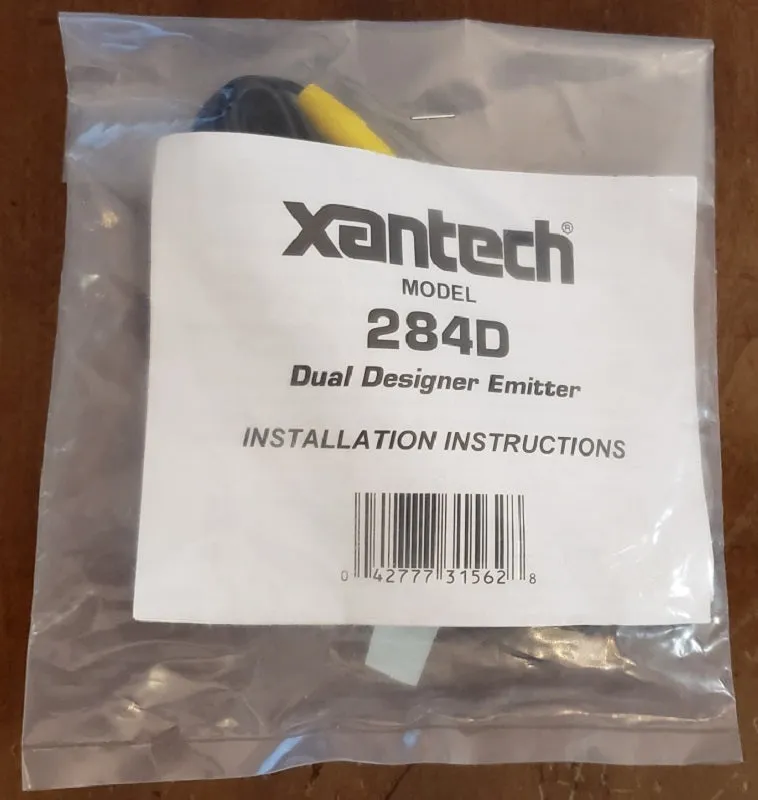 xantech®
MODEL
284D
Dual Designer Emitter
INSTALLATION INSTRUCTIONS
0 42777 31562 8